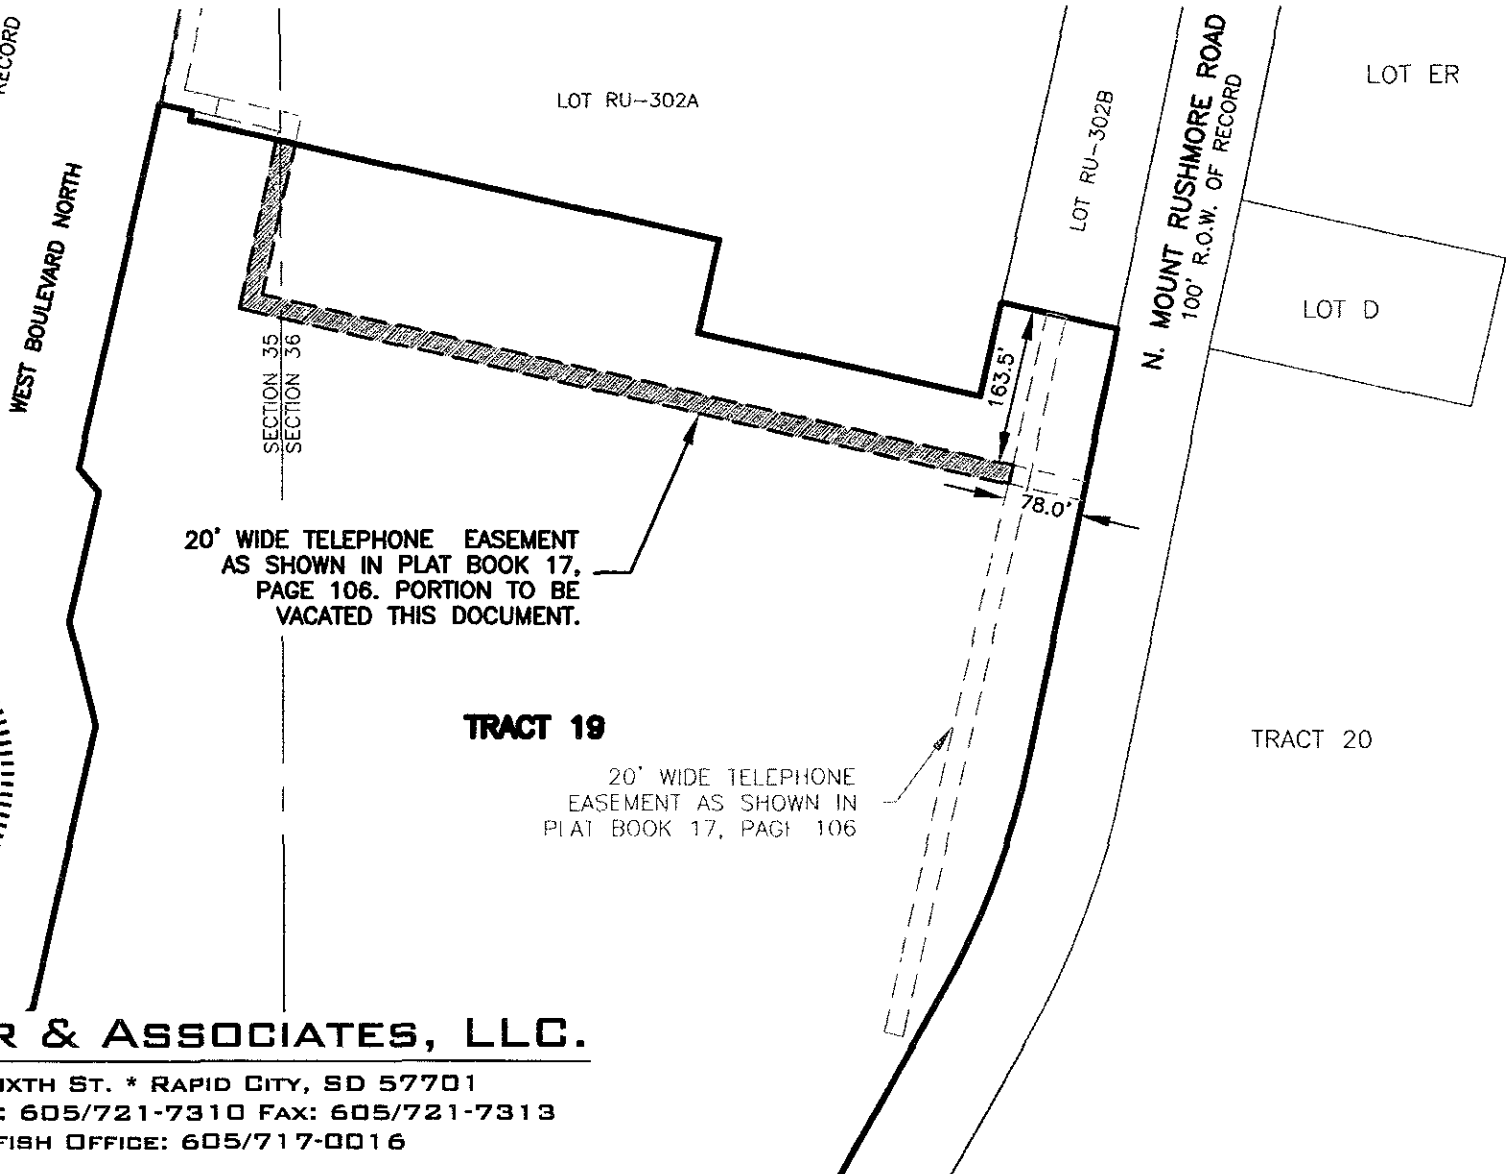 RECORD
LOT RU-302A
LOT RU-302B
N. MOUNT RUSHMORE ROAD
100' R.O.W. OF RECORD
LOT ER
LOT D
WEST BOULEVARD NORTH
SECTION 35
SECTION 36
163.5'
78.0'
20' WIDE TELEPHONE EASEMENT
AS SHOWN IN PLAT BOOK 17,
PAGE 106. PORTION TO BE
VACATED THIS DOCUMENT.
TRACT 19
TRACT 20
20' WIDE TELEPHONE
EASEMENT AS SHOWN IN
PLAT BOOK 17, PAGE 106
R & ASSOCIATES, LLC.
IXTH ST. * RAPID CITY, SD 57701
: 605/721-7310 FAX: 605/721-7313
FISH OFFICE: 605/717-0016